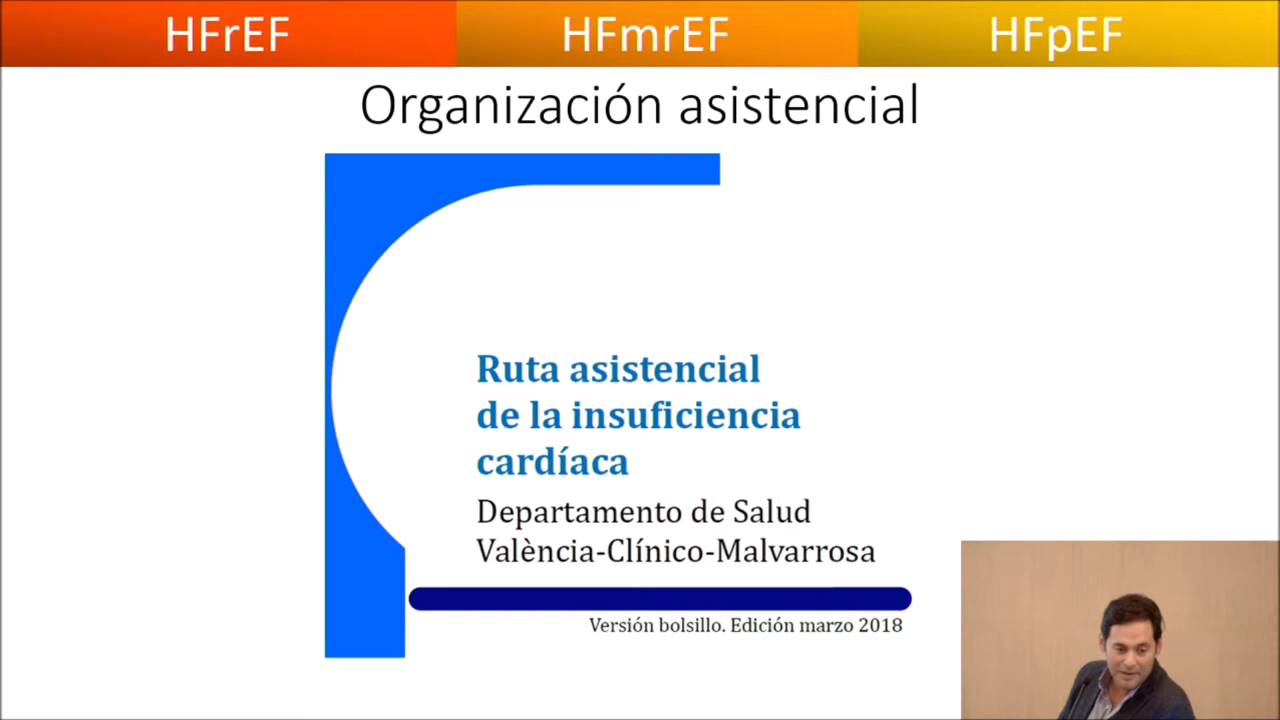 HFrEF HFmrEF HFpEF
Organización asistencial
Ruta asistencial
de la insuficiencia
cardíaca
Departamento de Salud
València-Clínico-Malvarrosa
Versión bolsillo. Edición marzo 2018